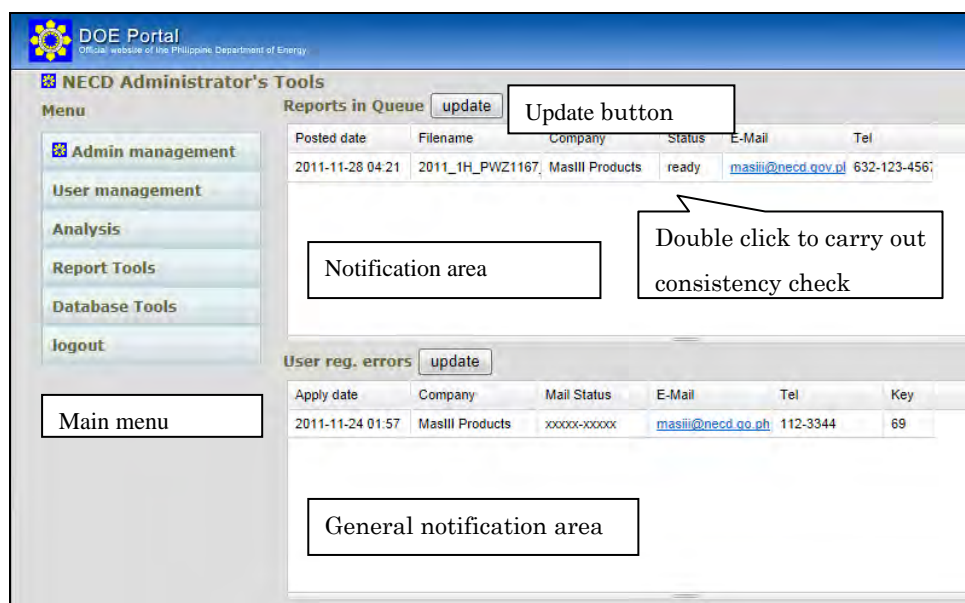 DOE Portal
Official website of the Philippine Department of Energy
NECD Administrator's Tools
Menu
Admin management
User management
Analysis
Report Tools
Database Tools
logout
Main menu
Reports in Queue update
Update button
Posted date Filename Company Status E-Mail Tel
2011-11-28 04:21 2011_1H_PWZ1167 MasIII Products ready masiii@necd.gov.pl 632-123-4567
Double click to carry out
consistency check
Notification area
User reg. errors update
Apply date Company Mail Status E-Mail Tel Key
2011-11-24 01:57 MasIII Products xxxxx-xxxxx masiii@necd.go.ph 112-3344 69
General notification area